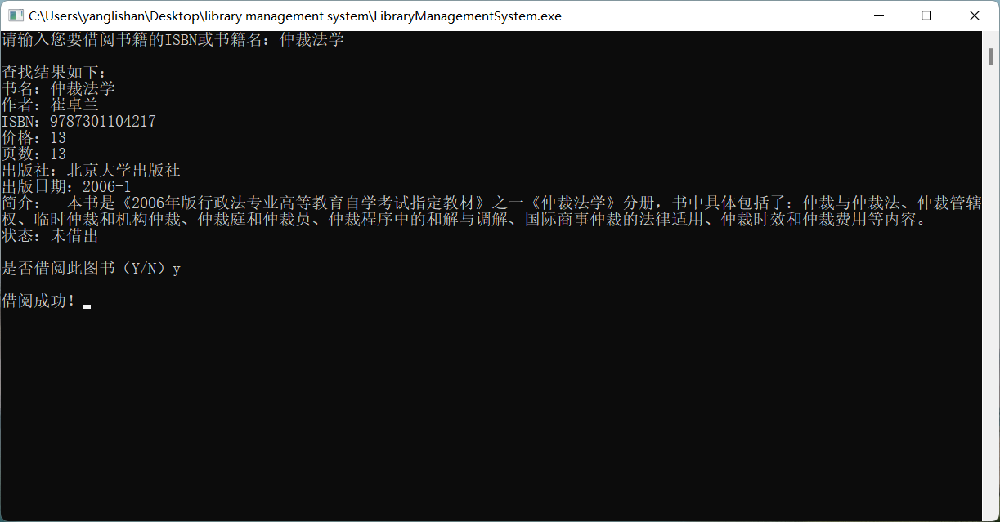 C:\Users\yanglishan\Desktop\library management system\LibraryManagementSystem.exe
请输入您要借阅书籍的ISBN或书籍名：仲裁法学
查找结果如下：
书名：仲裁法学
作者：崔卓兰
ISBN：9787301104217
价格：13
页数：13
出版社：北京大学出版社
出版日期：2006-1
简介：　本书是《2006年版行政法专业高等教育自学考试指定教材》之一《仲裁法学》分册，书中具体包括了：仲裁与仲裁法、仲裁管辖
权、临时仲裁和机构仲裁、仲裁庭和仲裁员、仲裁程序中的和解与调解、国际商事仲裁的法律适用、仲裁时效和仲裁费用等内容。
状态：未借出
是否借阅此图书（Y/N）y
借阅成功！